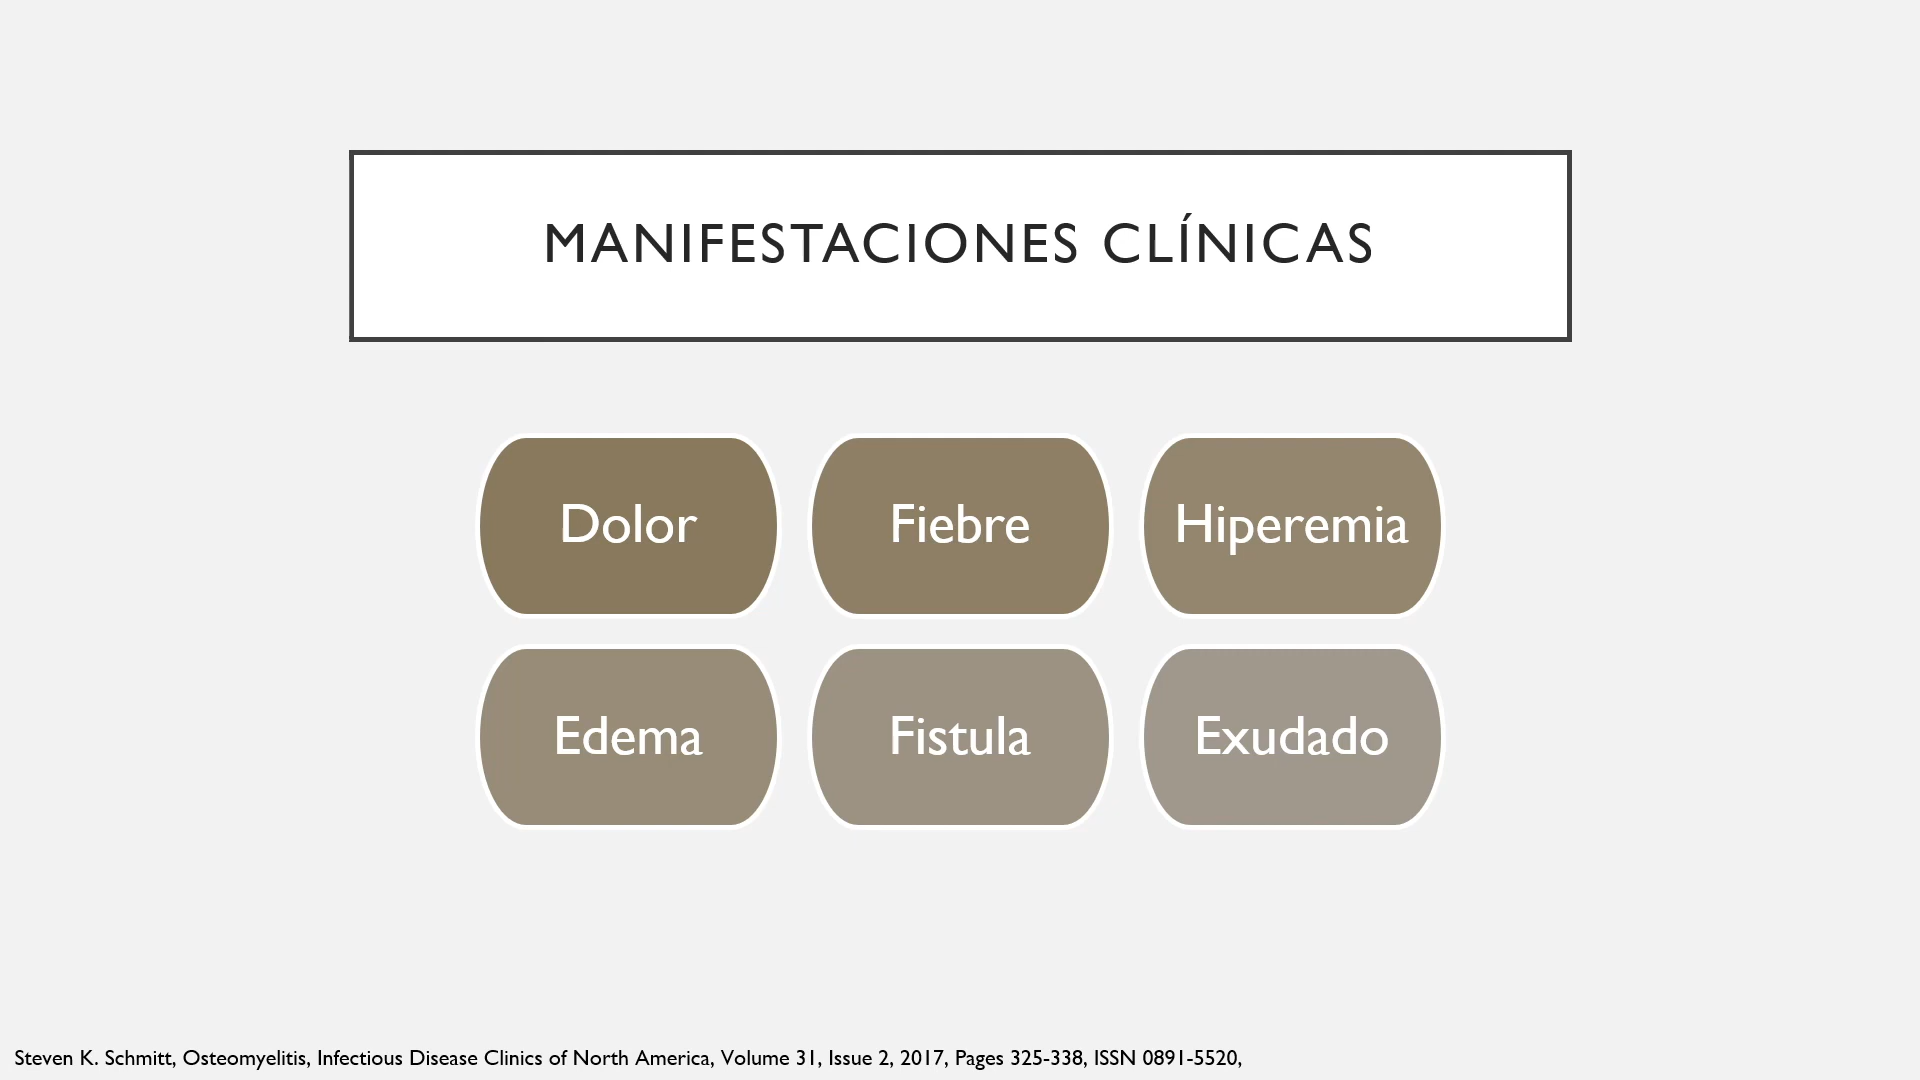 MANIFESTACIONES CLÍNICAS
Dolor
Fiebre
Hiperemia
Edema
Fistula
Exudado
Steven K. Schmitt, Osteomyelitis, Infectious Disease Clinics of North America, Volume 31, Issue 2, 2017, Pages 325-338, ISSN 0891-5520,